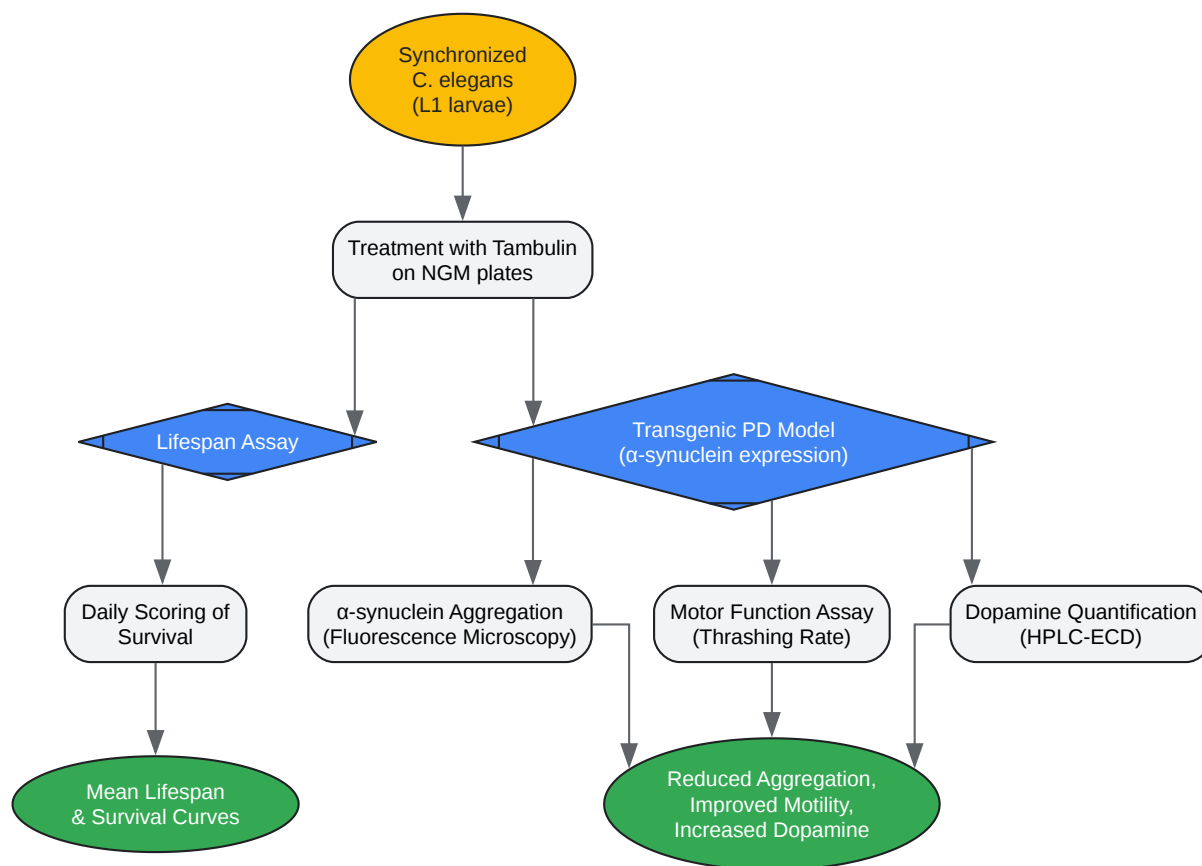 Synchronized
C. elegans
(L1 larvae)
Treatment with Tambulin
on NGM plates
Lifespan Assay
Transgenic PD Model
(α-synuclein expression)
Daily Scoring of
Survival
α-synuclein Aggregation
(Fluorescence Microscopy)
Motor Function Assay
(Thrashing Rate)
Dopamine Quantification
(HPLC-ECD)
Mean Lifespan
& Survival Curves
Reduced Aggregation,
Improved Motility,
Increased Dopamine